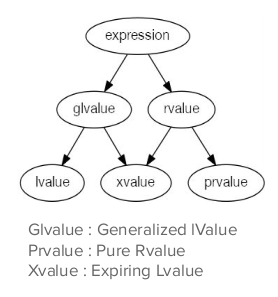 expression
glvalue rvalue
lvalue xvalue prvalue
Glvalue : Generalized lValue
Prvalue : Pure Rvalue
Xvalue : Expiring Lvalue